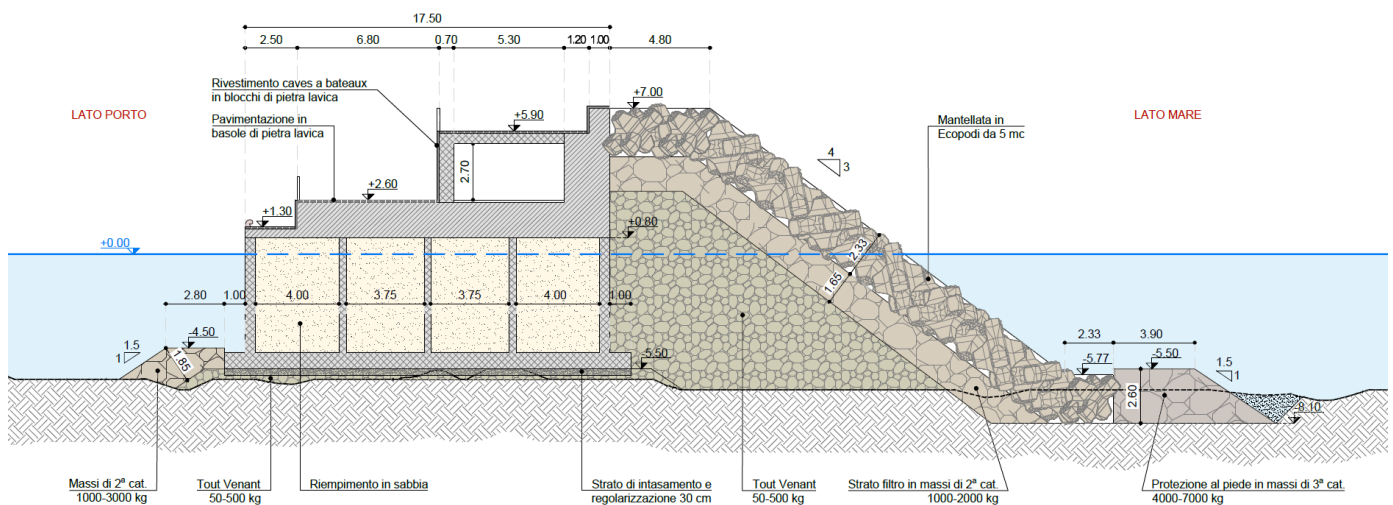 17.50
2.50 6.80 0.70 5.30 1.20 1.00 4.80
Rivestimento caves a bateaux
in blocchi di pietra lavica
LATO PORTO
Pavimentazione in
basole di pietra lavica
+7.00
+5.90
LATO MARE
Mantellata in
Ecopodi da 5 mc
4
3
2.70
+2.60
+1.30
+0.80
+0.00
2.33
1.65
2.80 1.00 4.00 3.75 3.75 4.00 1.00
-4.50
1.5
1
1.85
-5.50
2.33 3.90
-5.77
-5.50
1.5
1
2.60
-8.10
Massi di 2ª cat.
1000-3000 kg
Tout Venant
50-500 kg
Riempimento in sabbia
Strato di intasamento e
regolarizzazione 30 cm
Tout Venant
50-500 kg
Strato filtro in massi di 2ª cat.
1000-2000 kg
Protezione al piede in massi di 3ª cat.
4000-7000 kg